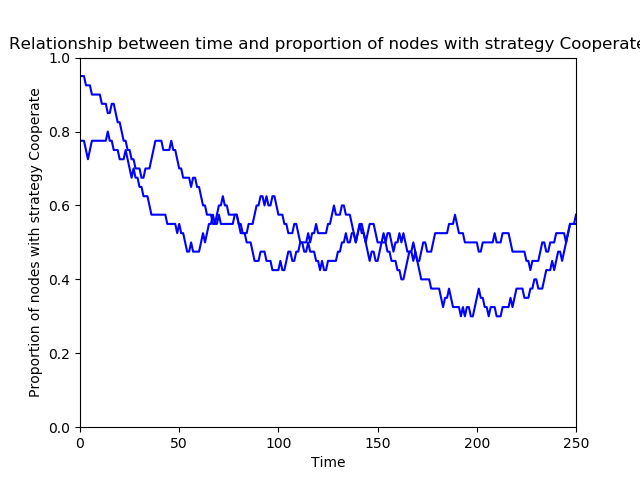 Relationship between time and proportion of nodes with strategy Cooperate
1.0
0.8
0.6
0.4
0.2
0.0
Proportion of nodes with strategy Cooperate
0 50 100 150 200 250
Time